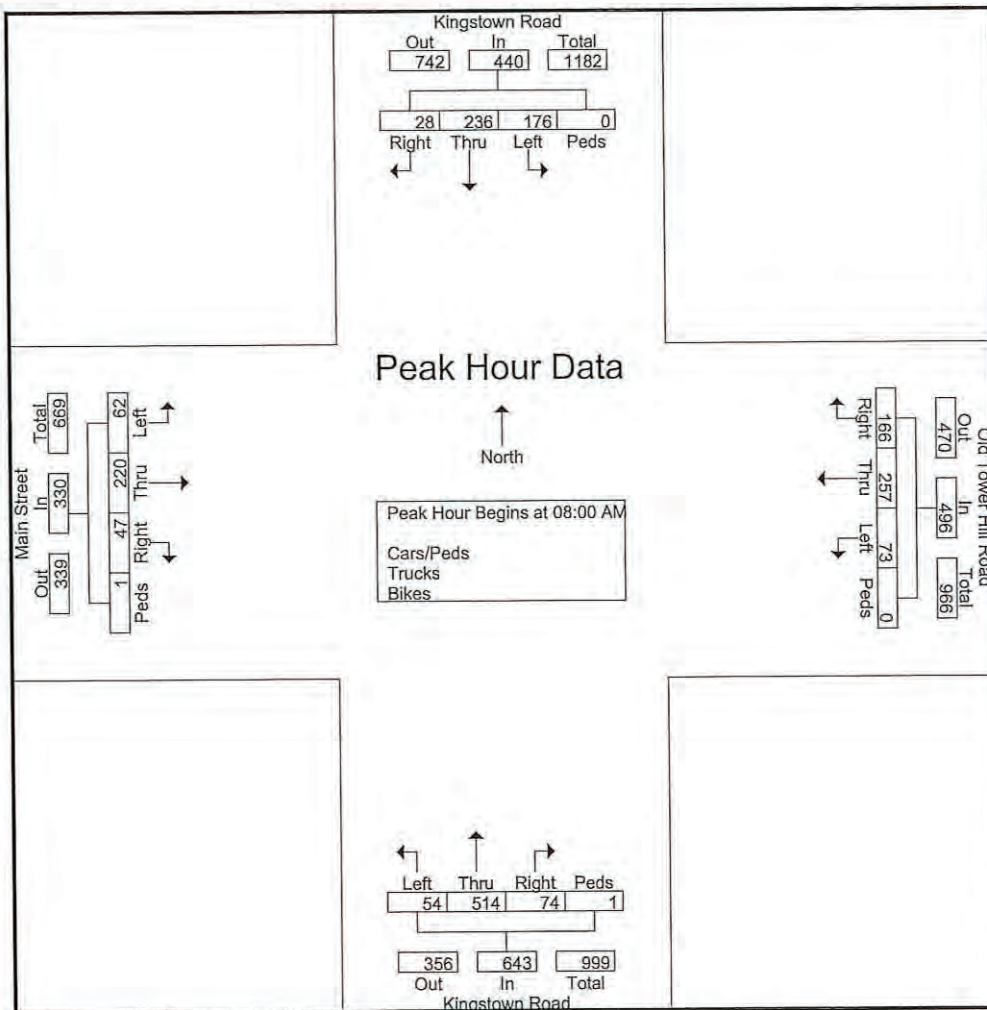 Kingstown Road
Out In Total
742 440 1182
28 236 176 0
Right Thru Left Peds
Peak Hour Data
North
Peak Hour Begins at 08:00 AM
Cars/Peds
Trucks
Bikes
Main Street
Total In Out
669 330 339
62 220 47 1
Left Thru Right Peds
Old Tower Hill Road
Out In Total
470 496 966
166 257 73 0
Right Thru Left Peds
Left Thru Right Peds
54 514 74 1
356 643 999
Out In Total
Kingstown Road